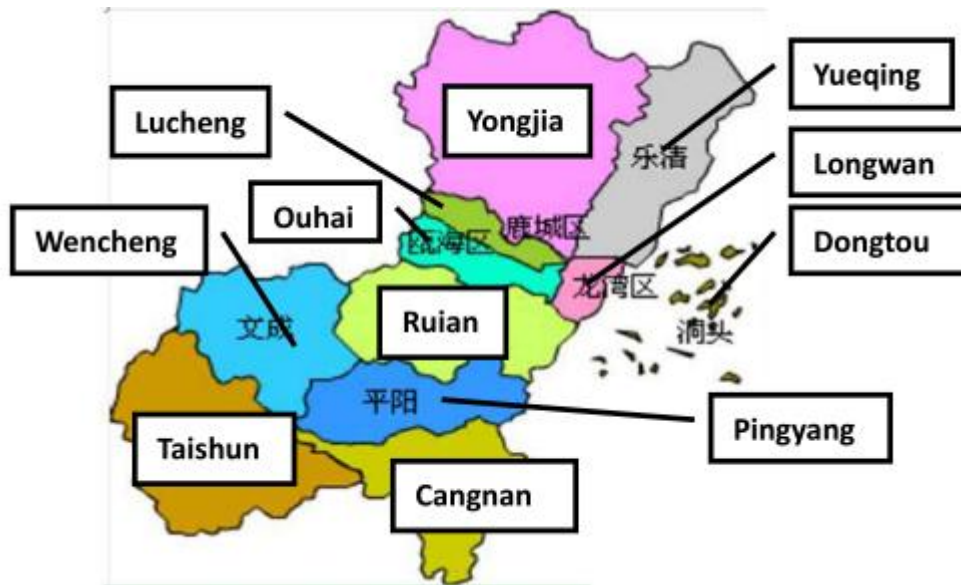 Yueqing
Lucheng
Yongjia
乐清
Longwan
Ouhai
鹿城区
瓯海区
Wencheng
Dongtou
龙湾区
文成
Ruian
洞头
平阳
Taishun
Pingyang
Cangnan